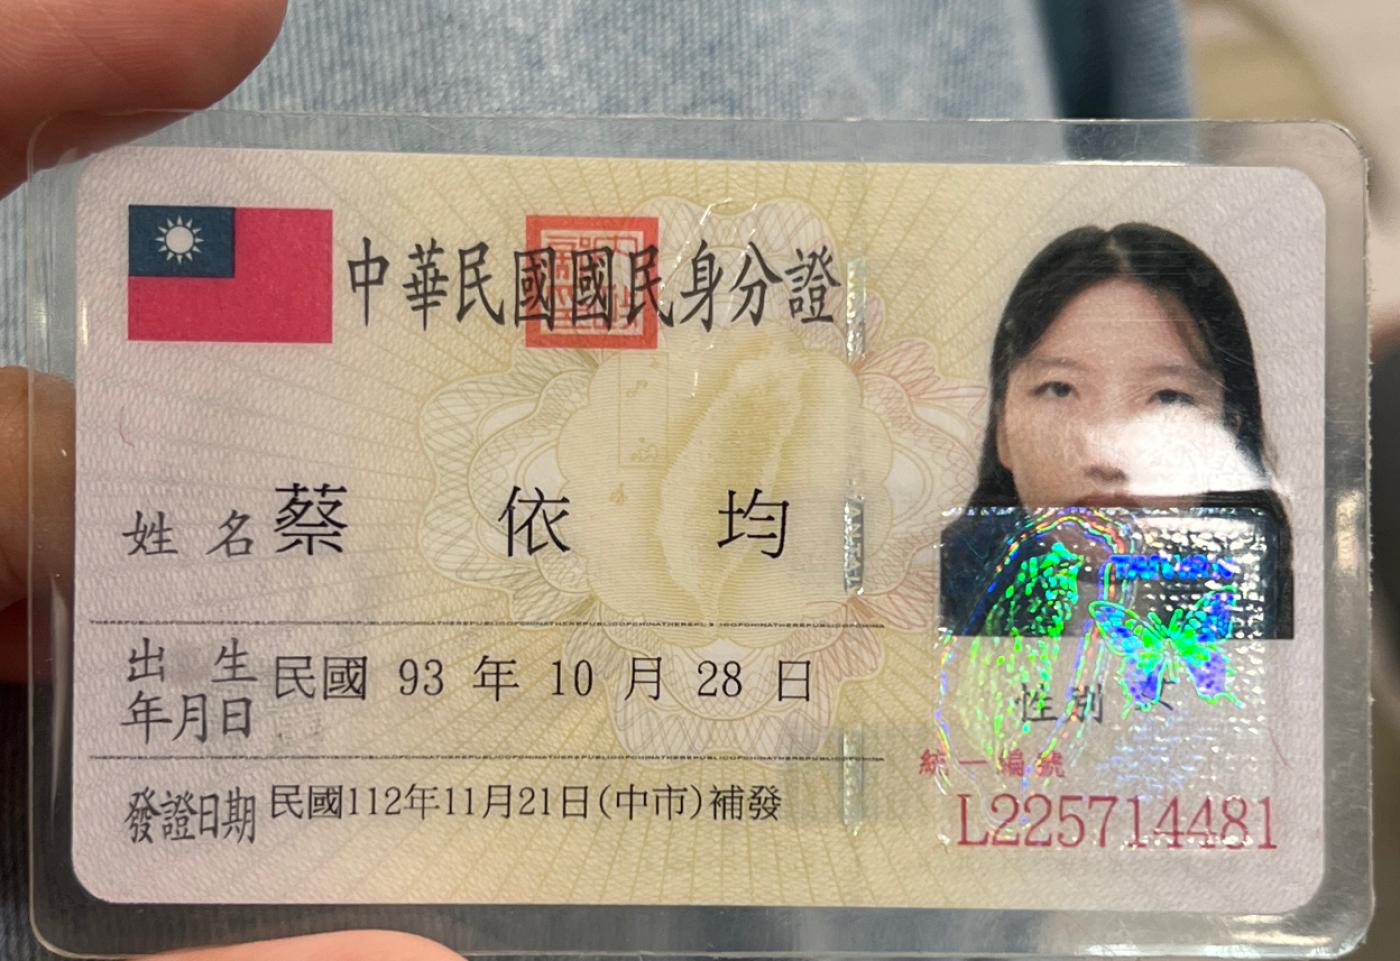 中華民國國民身分證
姓名 蔡依均
出生年月日 民國 93 年 10 月 28 日
發證日期 民國112年11月21日(中市)補發
TAIWAN
性別 女
統一編號
L225714481